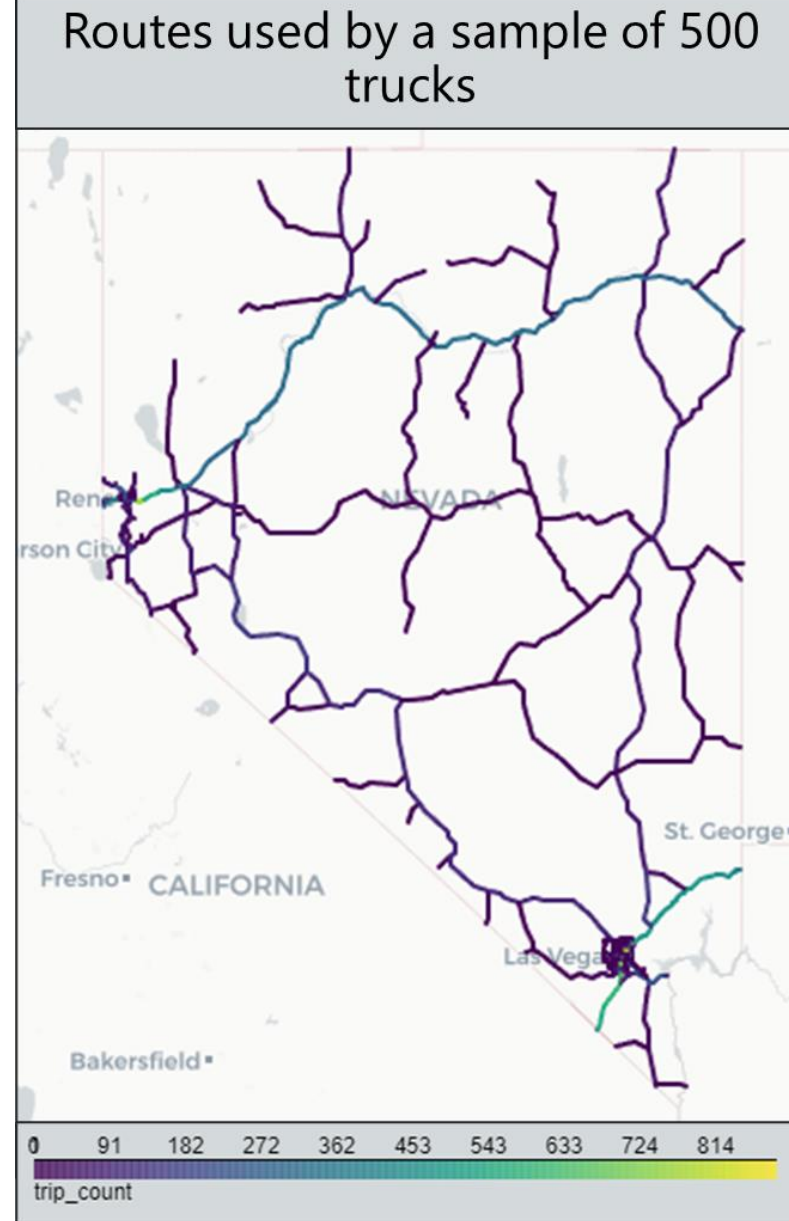 Routes used by a sample of 500
trucks
Reno
NEVADA
rson City
St. George
Fresno
CALIFORNIA
Las Vega
Bakersfield
0 91 182 272 362 453 543 633 724 814
trip_count